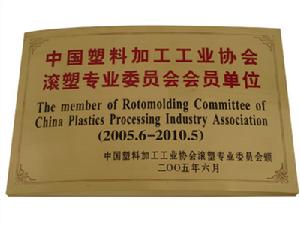 中国塑料加工工业协会
滚塑专业委员会会员单位
The member of Rotomolding Committee of
China Plastics Processing Industry Association
(2005.6-2010.5)
中国塑料加工工业协会滚塑专业委员会颁
二〇〇五年六月